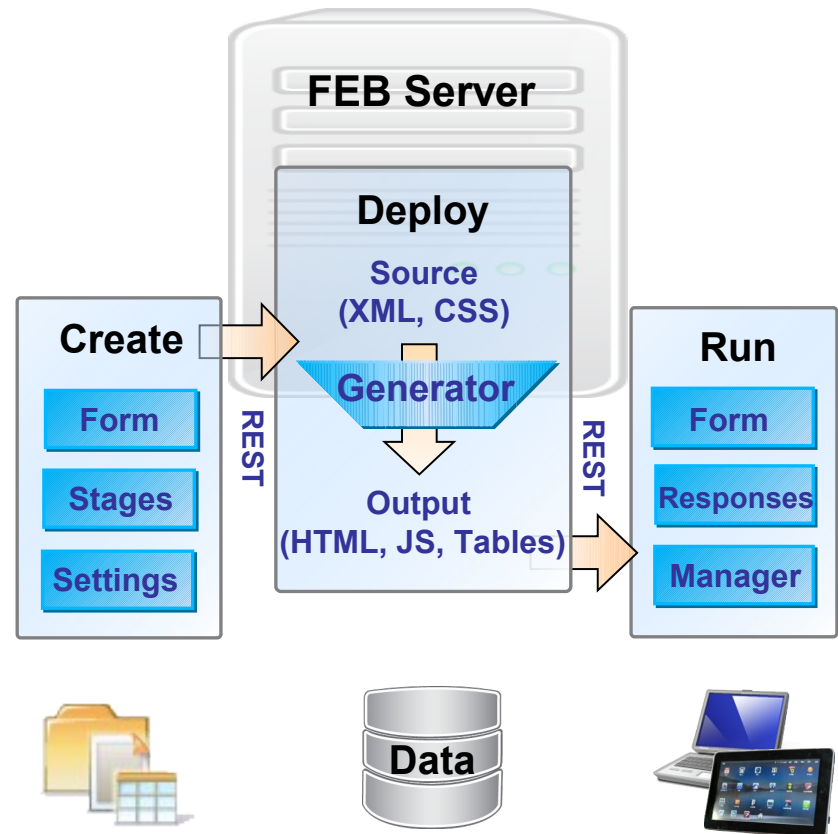 FEB Server
Deploy
Source
(XML, CSS)
Create
Form
Stages
Settings
REST
Generator
Output
(HTML, JS, Tables)
REST
Run
Form
Responses
Manager
Data